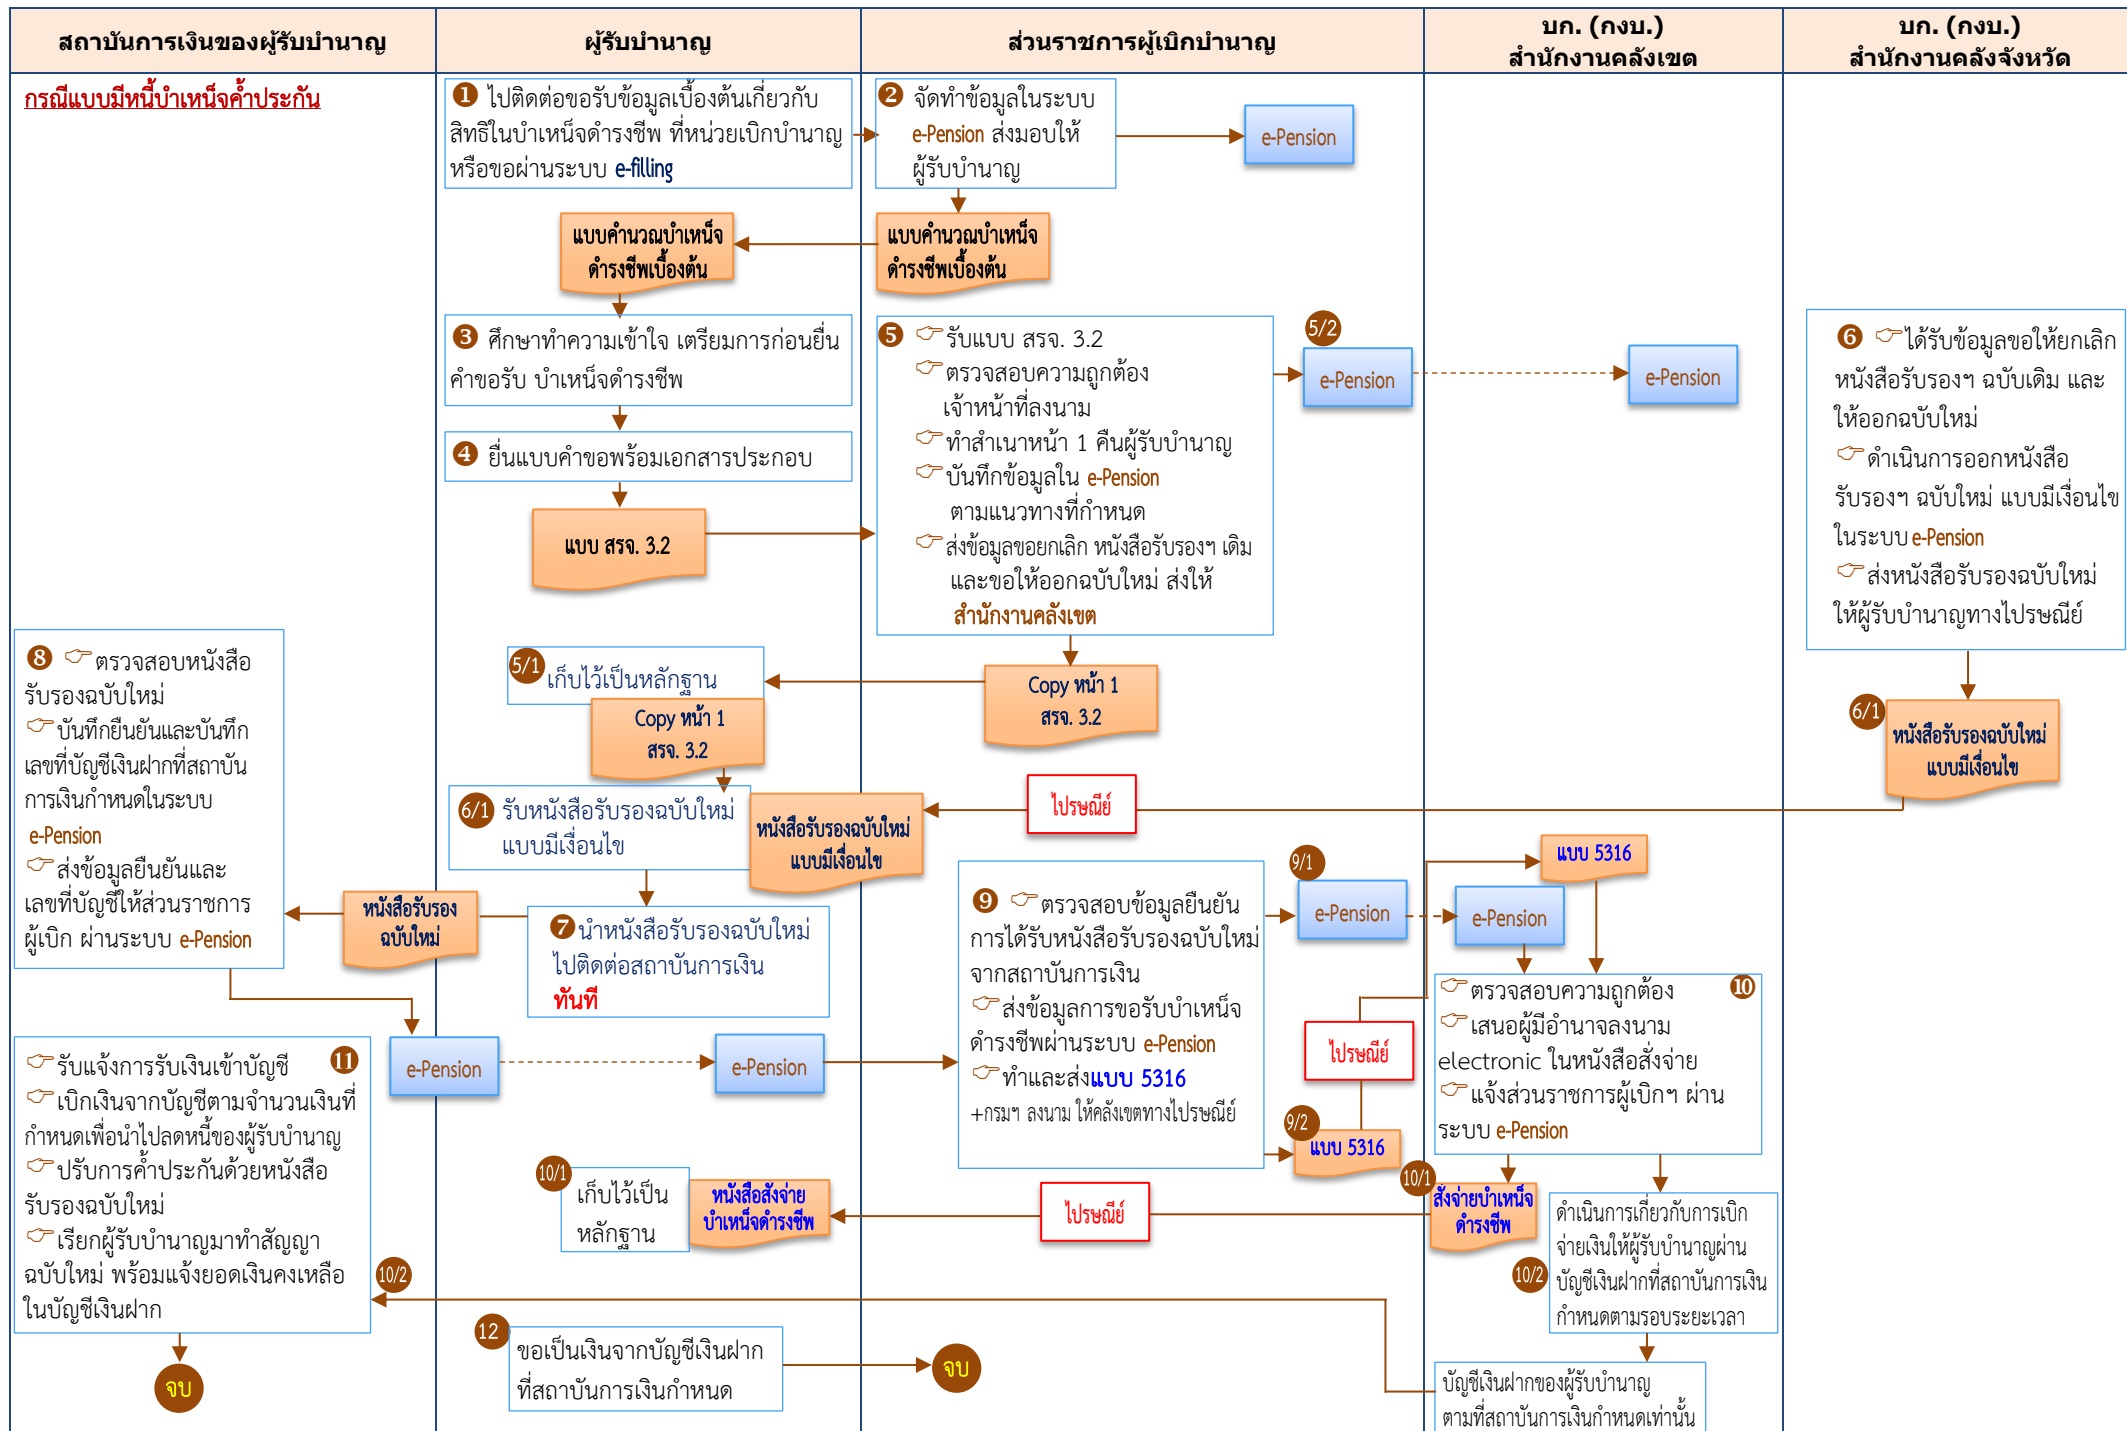 สถาบันการเงินของผู้รับบำนาญ
ผู้รับบำนาญ
ส่วนราชการผู้เบิกบำนาญ
บก. (กงบ.)
สำนักงานคลังเขต
บก. (กงบ.)
สำนักงานคลังจังหวัด
กรณีแบบมีหนี้บำเหน็จค้ำประกัน
❶ ไปติดต่อขอรับข้อมูลเบื้องต้นเกี่ยวกับ
สิทธิในบำเหน็จดำรงชีพ ที่หน่วยเบิกบำนาญ
หรือขอผ่านระบบ e-filling
❷ จัดทำข้อมูลในระบบ
e-Pension ส่งมอบให้
ผู้รับบำนาญ
e-Pension
แบบคำนวณบำเหน็จ
ดำรงชีพเบื้องต้น
แบบคำนวณบำเหน็จ
ดำรงชีพเบื้องต้น
❸ ศึกษาทำความเข้าใจ เตรียมการก่อนยื่น
คำขอรับ บำเหน็จดำรงชีพ
❹ ยื่นแบบคำขอพร้อมเอกสารประกอบ
แบบ สรจ. 3.2
❺ รับแบบ สรจ. 3.2
ตรวจสอบความถูกต้อง
เจ้าหน้าที่ลงนาม
ทำสำเนาหน้า 1 คืนผู้รับบำนาญ
บันทึกข้อมูลใน e-Pension
ตามแนวทางที่กำหนด
ส่งข้อมูลขอยกเลิก หนังสือรับรองฯ เดิม
และขอให้ออกฉบับใหม่ ส่งให้
สำนักงานคลังเขต
5/2
e-Pension
e-Pension
❻ ได้รับข้อมูลขอให้ยกเลิก
หนังสือรับรองฯ ฉบับเดิม และ
ให้ออกฉบับใหม่
ดำเนินการออกหนังสือ
รับรองฯ ฉบับใหม่ แบบมีเงื่อนไข
ในระบบ e-Pension
ส่งหนังสือรับรองฉบับใหม่
ให้ผู้รับบำนาญทางไปรษณีย์
5/1
เก็บไว้เป็นหลักฐาน
Copy หน้า 1
สรจ. 3.2
Copy หน้า 1
สรจ. 3.2
6/1
หนังสือรับรองฉบับใหม่
แบบมีเงื่อนไข
❽ ตรวจสอบหนังสือ
รับรองฉบับใหม่
บันทึกยืนยันและบันทึก
เลขที่บัญชีเงินฝากที่สถาบัน
การเงินกำหนดในระบบ
e-Pension
ส่งข้อมูลยืนยันและ
เลขที่บัญชีให้ส่วนราชการ
ผู้เบิก ผ่านระบบ e-Pension
6/1 รับหนังสือรับรองฉบับใหม่
แบบมีเงื่อนไข
หนังสือรับรองฉบับใหม่
แบบมีเงื่อนไข
ไปรษณีย์
หนังสือรับรอง
ฉบับใหม่
❼ นำหนังสือรับรองฉบับใหม่
ไปติดต่อสถาบันการเงิน
ทันที
❾ ตรวจสอบข้อมูลยืนยัน
การได้รับหนังสือรับรองฉบับใหม่
จากสถาบันการเงิน
ส่งข้อมูลการขอรับบำเหน็จ
ดำรงชีพผ่านระบบ e-Pension
ทำและส่งแบบ 5316
+กรมฯ ลงนาม ให้คลังเขตทางไปรษณีย์
9/1
e-Pension
e-Pension
แบบ 5316
ไปรษณีย์
9/2
แบบ 5316
ตรวจสอบความถูกต้อง ❿
เสนอผู้มีอำนาจลงนาม
electronic ในหนังสือสั่งจ่าย
แจ้งส่วนราชการผู้เบิกฯ ผ่าน
ระบบ e-Pension
e-Pension
e-Pension
รับแจ้งการรับเงินเข้าบัญชี ⓫
เบิกเงินจากบัญชีตามจำนวนเงินที่
กำหนดเพื่อนำไปลดหนี้ของผู้รับบำนาญ
ปรับการค้ำประกันด้วยหนังสือ
รับรองฉบับใหม่
เรียกผู้รับบำนาญมาทำสัญญา
ฉบับใหม่ พร้อมแจ้งยอดเงินคงเหลือ
ในบัญชีเงินฝาก
10/2
จบ
10/1
เก็บไว้เป็น
หลักฐาน
หนังสือสั่งจ่าย
บำเหน็จดำรงชีพ
ไปรษณีย์
10/1
สั่งจ่ายบำเหน็จ
ดำรงชีพ
10/2
ดำเนินการเกี่ยวกับการเบิก
จ่ายเงินให้ผู้รับบำนาญผ่าน
บัญชีเงินฝากที่สถาบันการเงิน
กำหนดตามรอบระยะเวลา
12
ขอเป็นเงินจากบัญชีเงินฝาก
ที่สถาบันการเงินกำหนด
จบ
บัญชีเงินฝากของผู้รับบำนาญ
ตามที่สถาบันการเงินกำหนดเท่านั้น